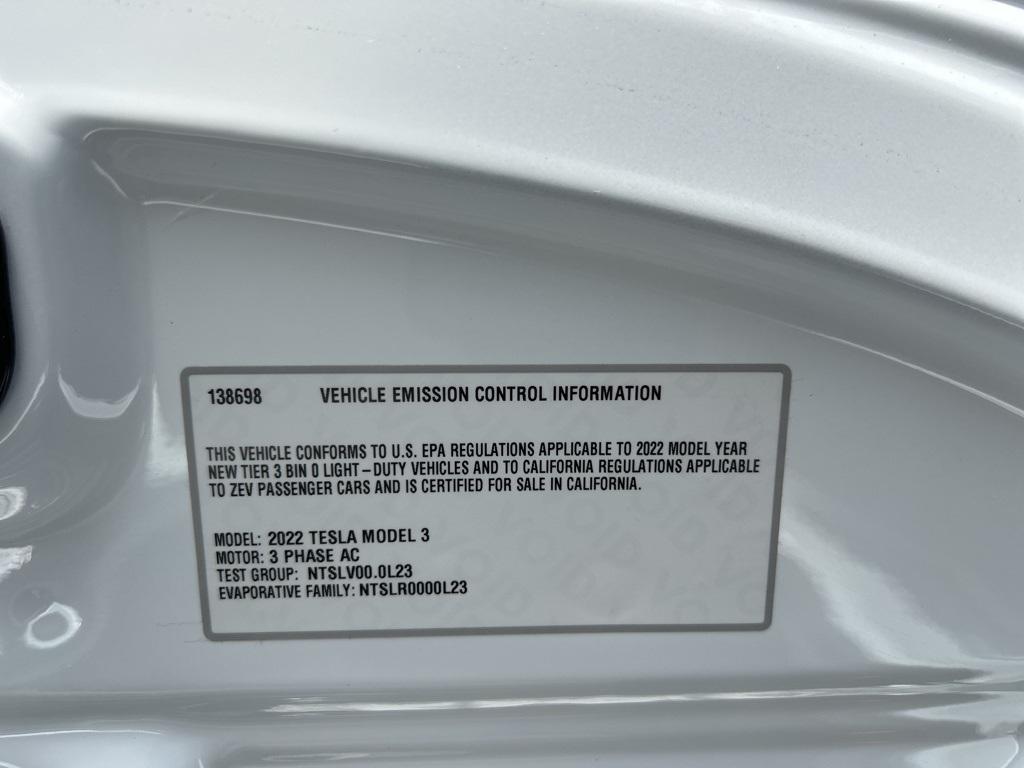 138698 VEHICLE EMISSION CONTROL INFORMATION
THIS VEHICLE CONFORMS TO U.S. EPA REGULATIONS APPLICABLE TO 2022 MODEL YEAR
NEW TIER 3 BIN 0 LIGHT-DUTY VEHICLES AND TO CALIFORNIA REGULATIONS APPLICABLE
TO ZEV PASSENGER CARS AND IS CERTIFIED FOR SALE IN CALIFORNIA.
MODEL: 2022 TESLA MODEL 3
MOTOR: 3 PHASE AC
TEST GROUP: NTSLV00.0L23
EVAPORATIVE FAMILY: NTSLR0000L23